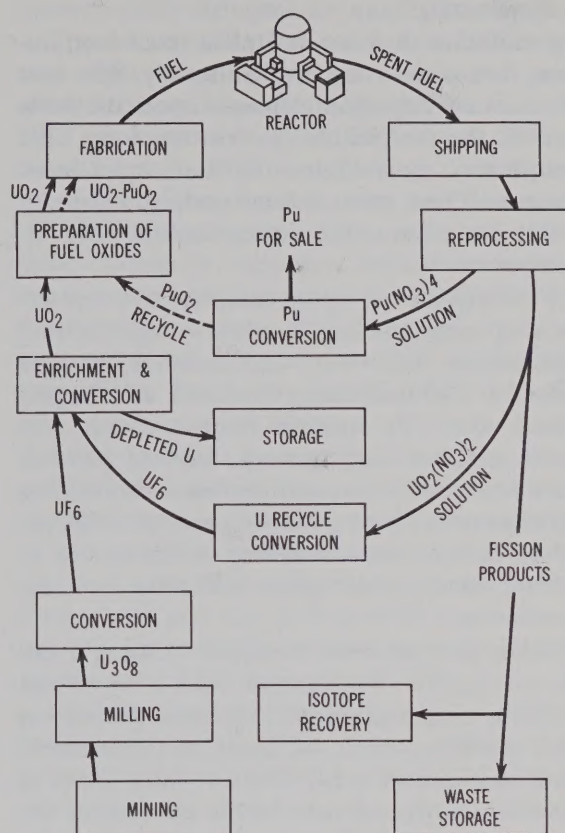 FUEL
SPENT FUEL
REACTOR
FABRICATION
SHIPPING
UO2
UO2-PuO2
Pu
FOR SALE
PREPARATION OF
FUEL OXIDES
REPROCESSING
PuO2
RECYCLE
Pu
CONVERSION
Pu(NO3)4
SOLUTION
UO2
ENRICHMENT &
CONVERSION
DEPLETED U
STORAGE
UO2(NO3)2
SOLUTION
UF6
UF6
U RECYCLE
CONVERSION
FISSION
PRODUCTS
CONVERSION
U3O8
MILLING
ISOTOPE
RECOVERY
MINING
WASTE
STORAGE